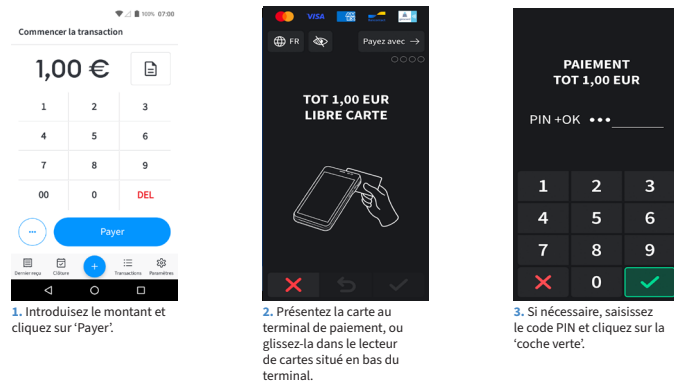 100% 07:00
Commencer la transaction
1,00 €
1 2 3
4 5 6
7 8 9
00 0 DEL
Payer
Dernier reçu Clôture Transactions Paramètres
1. Introduisez le montant et
cliquez sur ‘Payer’.
VISA
FR Payez avec →
TOT 1,00 EUR
LIBRE CARTE
2. Présentez la carte au
terminal de paiement, ou
glissez-la dans le lecteur
de cartes situé en bas du
terminal.
PAIEMENT
TOT 1,00 EUR
PIN +OK •••
1 2 3
4 5 6
7 8 9
0
3. Si nécessaire, saisissez
le code PIN et cliquez sur la
‘coche verte’.